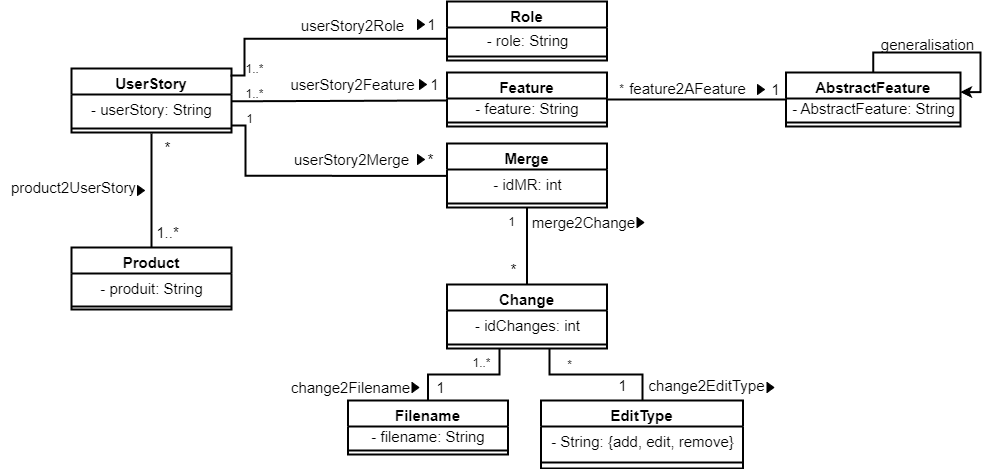 Role
- role: String
userStory2Role
1
1..*
generalisation
UserStory
- userStory: String
userStory2Feature
1
1..*
Feature
- feature: String
* feature2AFeature
1
AbstractFeature
- AbstractFeature: String
1
userStory2Merge
*
Merge
- idMR: int
*
product2UserStory
1..*
1
merge2Change
*
Product
- produit: String
Change
- idChanges: int
1..*
change2Filename
1
*
1
change2EditType
Filename
- filename: String
EditType
- String: {add, edit, remove}